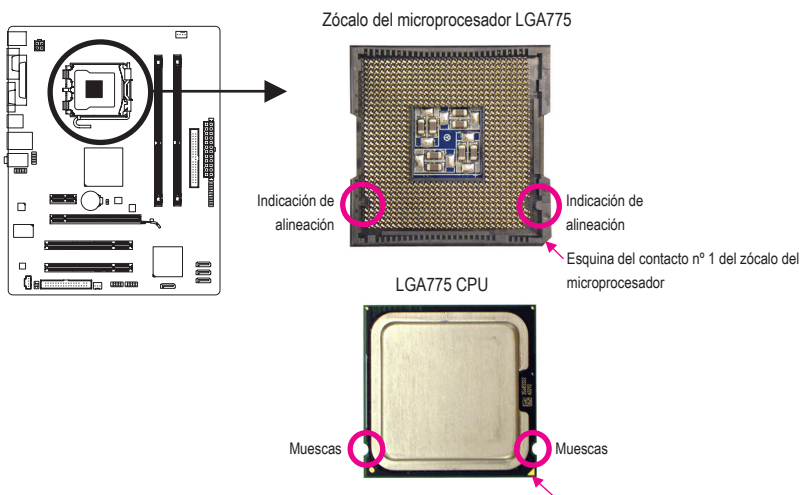 Zócalo del microprocesador LGA775
Indicación de
alineación
Indicación de
alineación
Esquina del contacto nº 1 del zócalo del
microprocesador
LGA775 CPU
Muescas
Muescas